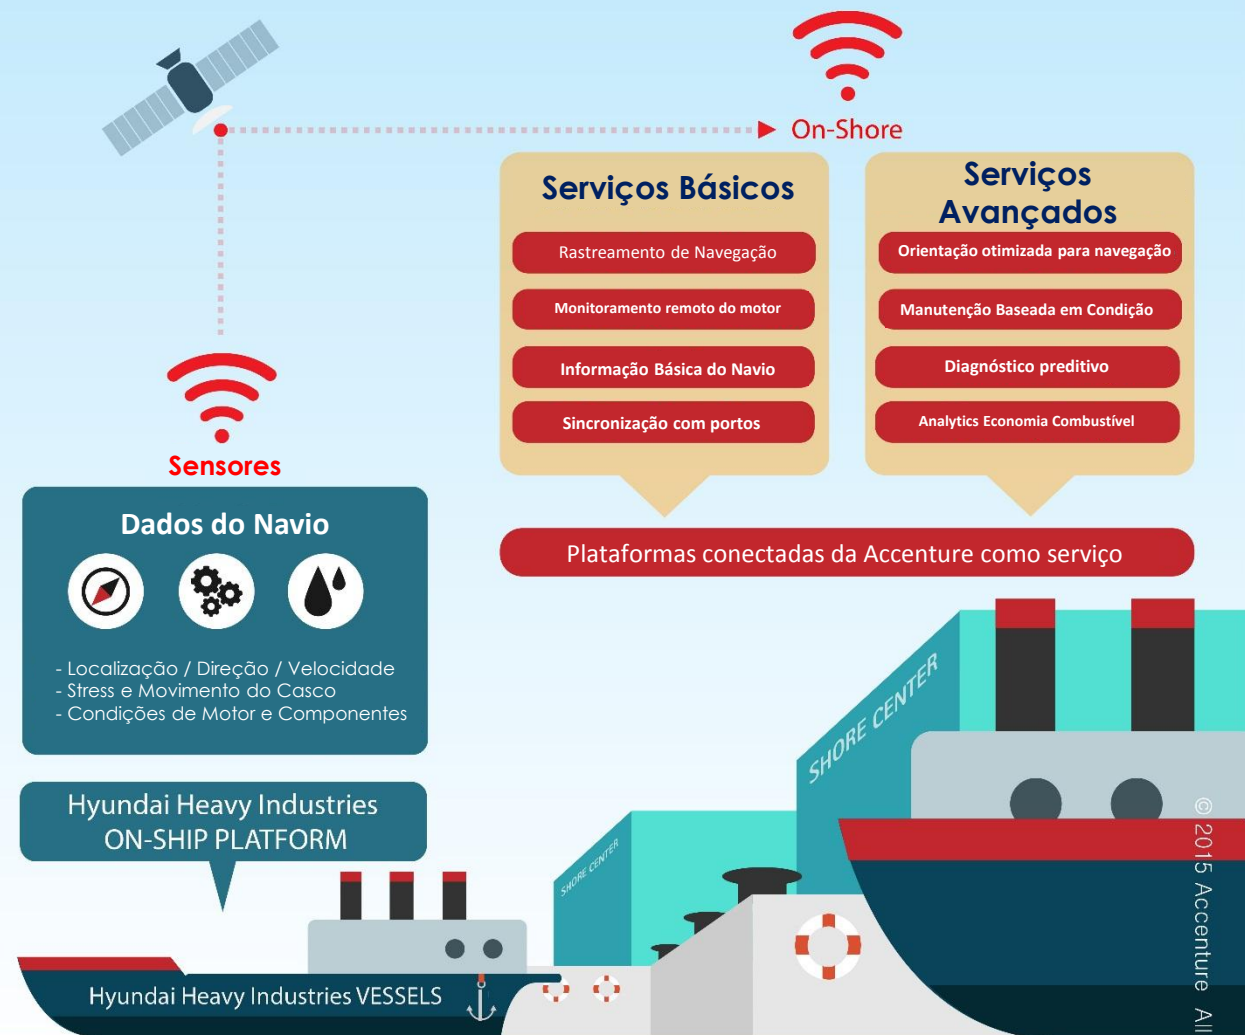 On-Shore
Serviços Básicos
Rastreamento de Navegação
Monitoramento remoto do motor
Informação Básica do Navio
Sincronização com portos
Serviços
Avançados
Orientação otimizada para navegação
Manutenção Baseada em Condição
Diagnóstico preditivo
Analytics Economia Combustível
Plataformas conectadas da Accenture como serviço
Sensores
Dados do Navio
- Localização / Direção / Velocidade
- Stress e Movimento do Casco
- Condições de Motor e Componentes
Hyundai Heavy Industries
ON-SHIP PLATFORM
SHORE CENTER
SHORE CENTER
Hyundai Heavy Industries VESSELS
© 2015 Accenture All